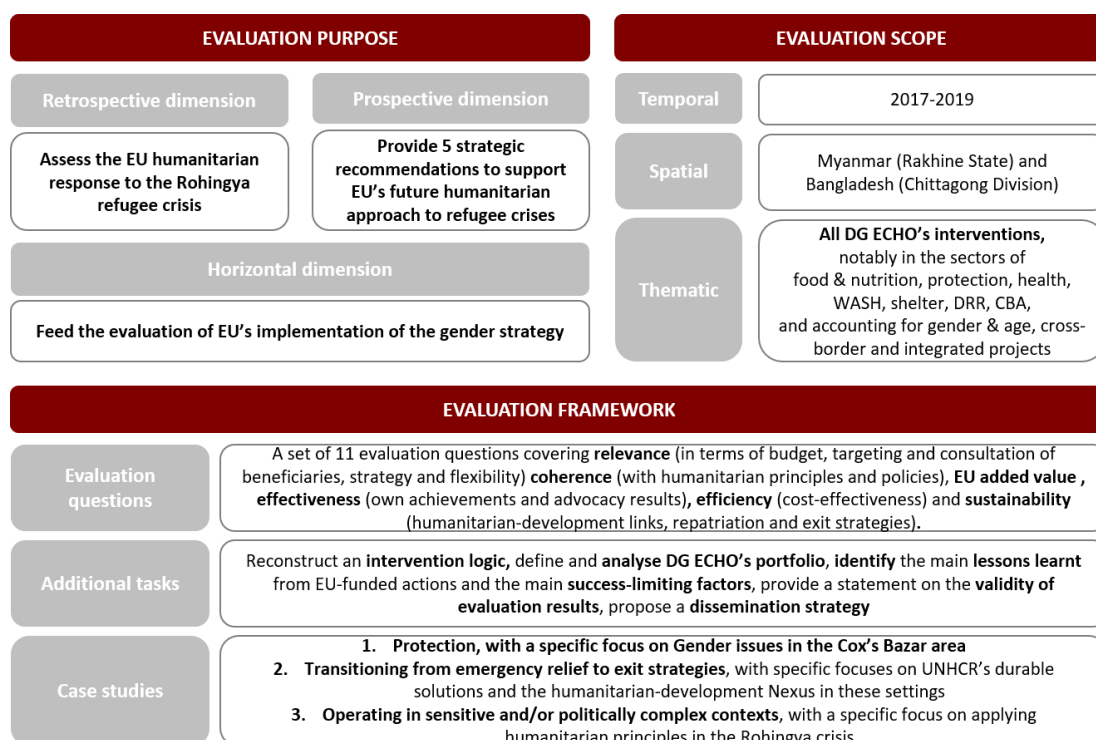 EVALUATION PURPOSE
Retrospective dimension
Prospective dimension
Assess the EU humanitarian
response to the Rohingya
refugee crisis
Provide 5 strategic
recommendations to support
EU's future humanitarian
approach to refugee crises
Horizontal dimension
Feed the evaluation of EU's implementation of the gender strategy
EVALUATION SCOPE
Temporal
2017-2019
Spatial
Myanmar (Rakhine State) and
Bangladesh (Chittagong Division)
Thematic
All DG ECHO's interventions,
notably in the sectors of
food & nutrition, protection, health,
WASH, shelter, DRR, CBA,
and accounting for gender & age, cross-
border and integrated projects
EVALUATION FRAMEWORK
Evaluation
questions
A set of 11 evaluation questions covering relevance (in terms of budget, targeting and consultation of
beneficiaries, strategy and flexibility) coherence (with humanitarian principles and policies), EU added value ,
effectiveness (own achievements and advocacy results), efficiency (cost-effectiveness) and sustainability
(humanitarian-development links, repatriation and exit strategies).
Additional tasks
Reconstruct an intervention logic, define and analyse DG ECHO's portfolio, identify the main lessons learnt
from EU-funded actions and the main success-limiting factors, provide a statement on the validity of
evaluation results, propose a dissemination strategy
Case studies
1. Protection, with a specific focus on Gender issues in the Cox's Bazar area
2. Transitioning from emergency relief to exit strategies, with specific focuses on UNHCR's durable
solutions and the humanitarian-development Nexus in these settings
3. Operating in sensitive and/or politically complex contexts, with a specific focus on applying
humanitarian principles in the Rohingya crisis